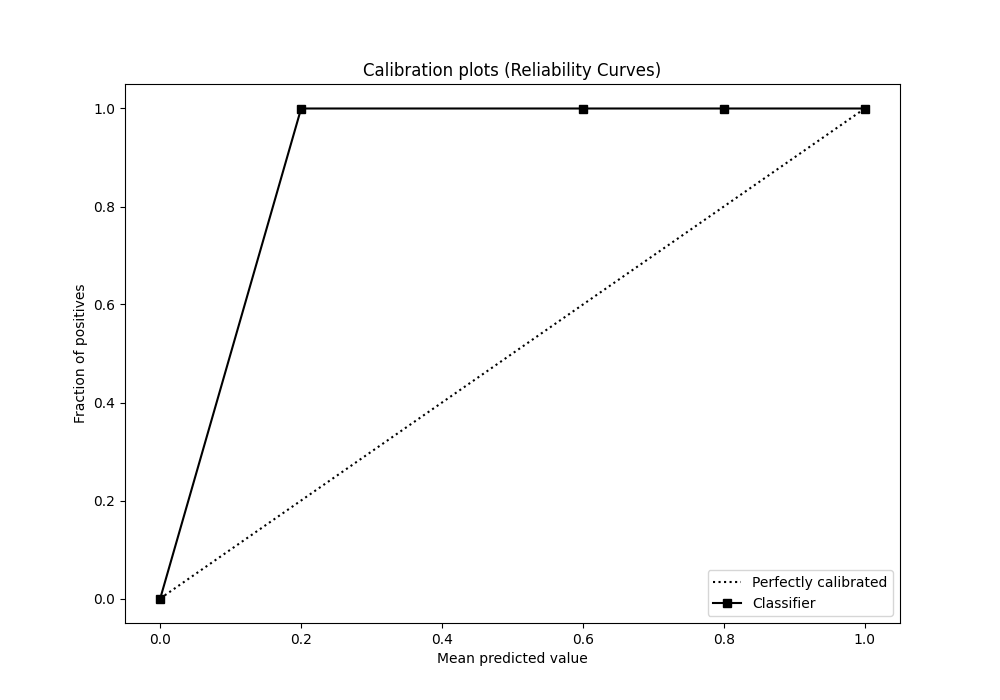 Calibration plots (Reliability Curves)
1.0
0.8
0.6
0.4
0.2
0.0
Fraction of positives
0.0 0.2 0.4 0.6 0.8 1.0
Mean predicted value
Perfectly calibrated
Classifier